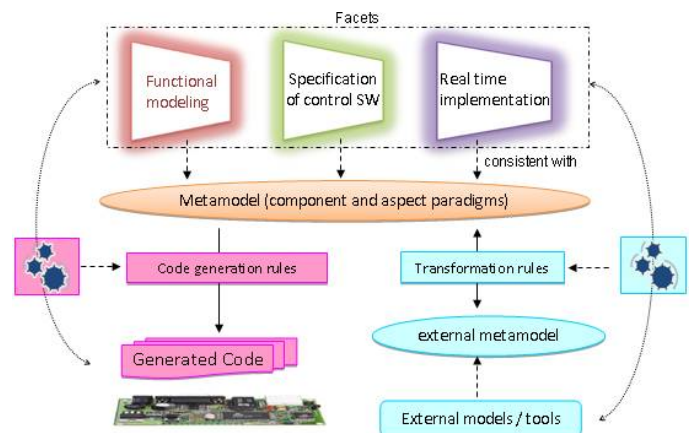 Facets
Functional
modeling
Specification
of control SW
Real time
implementation
consistent with
Metamodel (component and aspect paradigms)
Code generation rules
Transformation rules
external metamodel
Generated Code
External models / tools